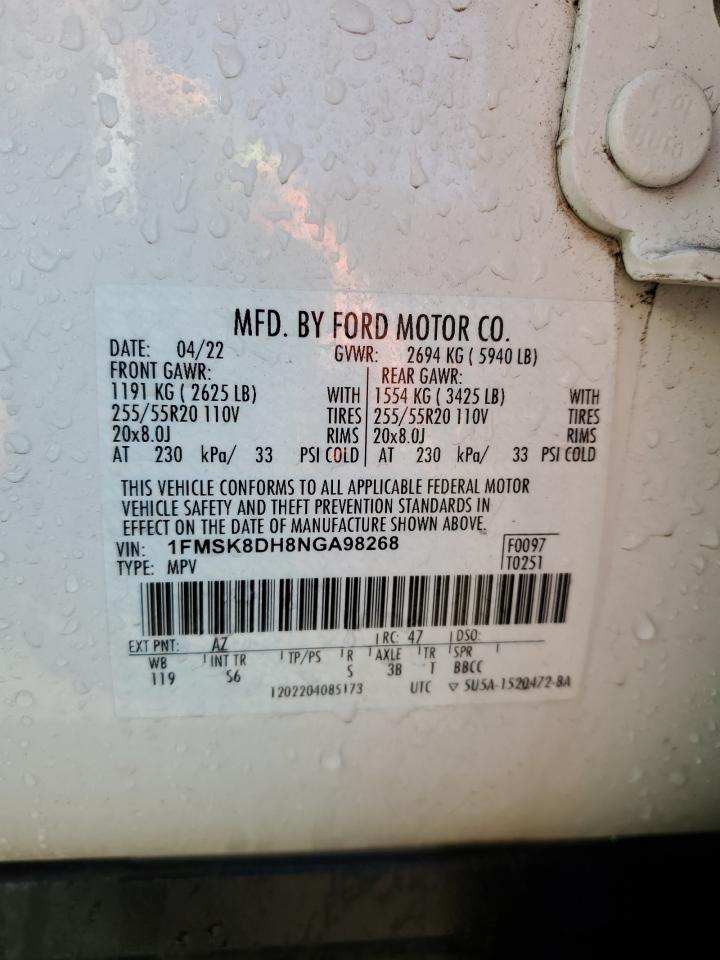 MFD. BY FORD MOTOR CO.
DATE: 04/22 GVWR: 2694 KG ( 5940 LB)
FRONT GAWR: REAR GAWR:
1191 KG ( 2625 LB) WITH 1554 KG ( 3425 LB) WITH
255/55R20 110V TIRES 255/55R20 110V TIRES
20x8.0J RIMS 20x8.0J RIMS
AT 230 kPa/ 33 PSI COLD AT 230 kPa/ 33 PSI COLD
THIS VEHICLE CONFORMS TO ALL APPLICABLE FEDERAL MOTOR
VEHICLE SAFETY AND THEFT PREVENTION STANDARDS IN
EFFECT ON THE DATE OF MANUFACTURE SHOWN ABOVE.
VIN: 1FMSK8DH8NGA98268 F0097
TYPE: MPV T0251
EXT PNT: AZ RC: 47 DSO:
WB INT TR TP/PS R AXLE TR SPR
119 S6 S 3B T BBCC
1202204085173 UTC ▽ 5U5A-1520472-BA